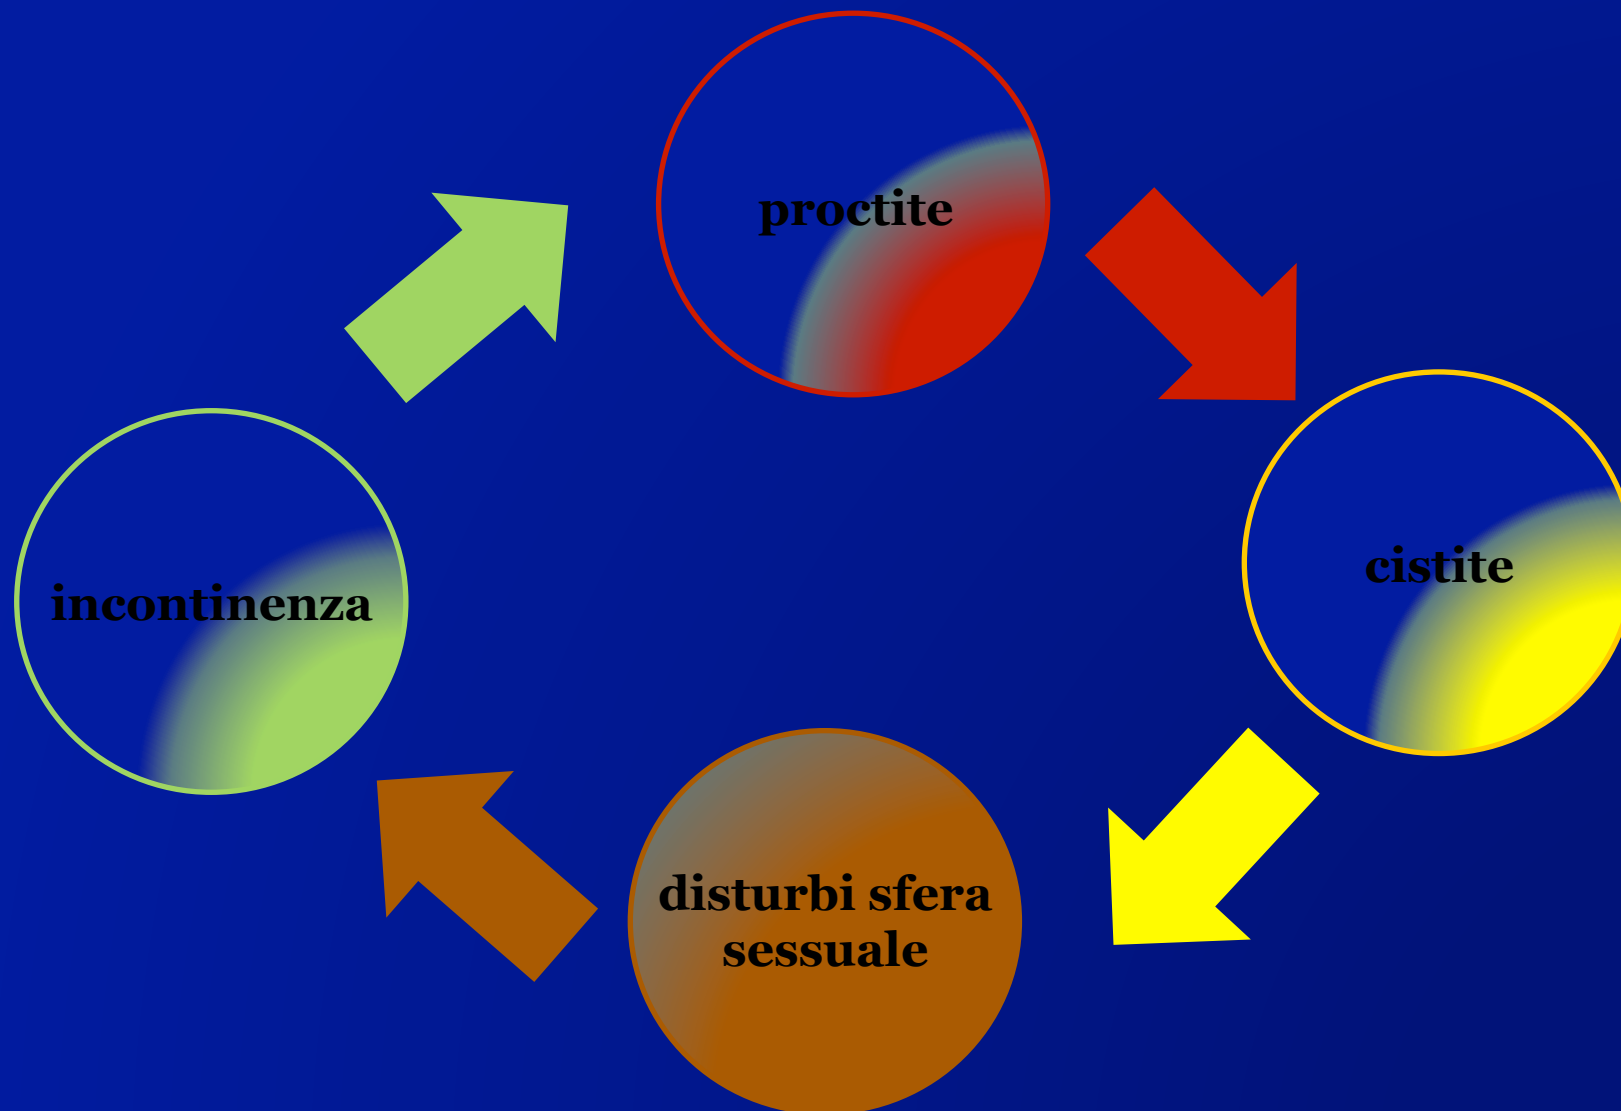 proctite
cistite
incontinenza
disturbi sfera
sessuale